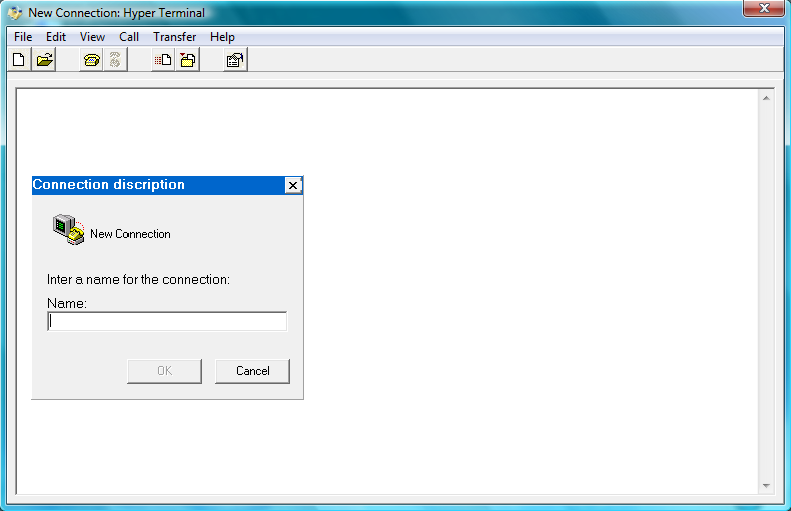 New Connection: Hyper Terminal
File Edit View Call Transfer Help
Connection discription
New Connection
Inter a name for the connection:
Name:
OK Cancel